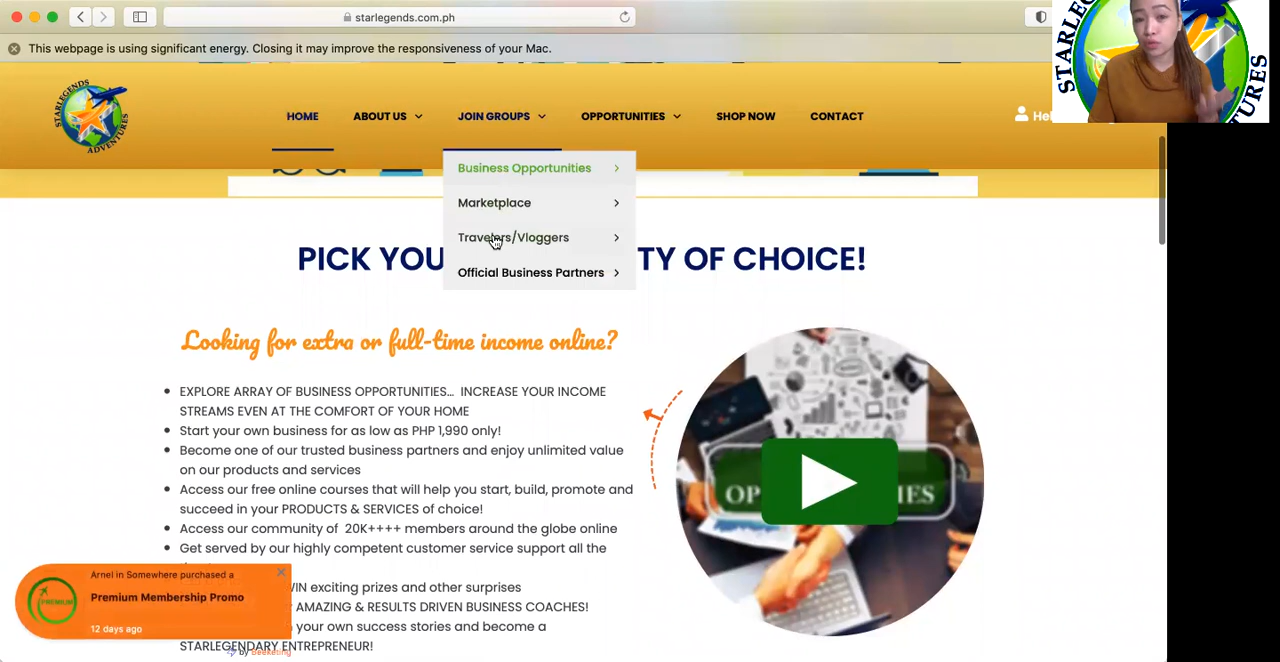 starlegends.com.ph
This webpage is using significant energy. Closing it may improve the responsiveness of your Mac.
STARLEGENDS
ADVENTURES
HOME
ABOUT US
JOIN GROUPS
OPPORTUNITIES
SHOP NOW
CONTACT
Business Opportunities
Marketplace
Travelers/Vloggers
Official Business Partners
PICK YOU TY OF CHOICE!
Looking for extra or full-time income online?
EXPLORE ARRAY OF BUSINESS OPPORTUNITIES... INCREASE YOUR INCOME
STREAMS EVEN AT THE COMFORT OF YOUR HOME
Start your own business for as low as PHP 1,990 only!
Become one of our trusted business partners and enjoy unlimited value
on our products and services
Access our free online courses that will help you start, build, promote and
succeed in your PRODUCTS & SERVICES of choice!
Access our community of 20K++++ members around the globe online
Get served by our highly competent customer service support all the
WIN exciting prizes and other surprises
AMAZING & RESULTS DRIVEN BUSINESS COACHES!
your own success stories and become a
STARLEGENDARY ENTREPRENEUR!
OP IES
Arnel in Somewhere purchased a
Premium Membership Promo
12 days ago
PREMIUM
by Beeketing